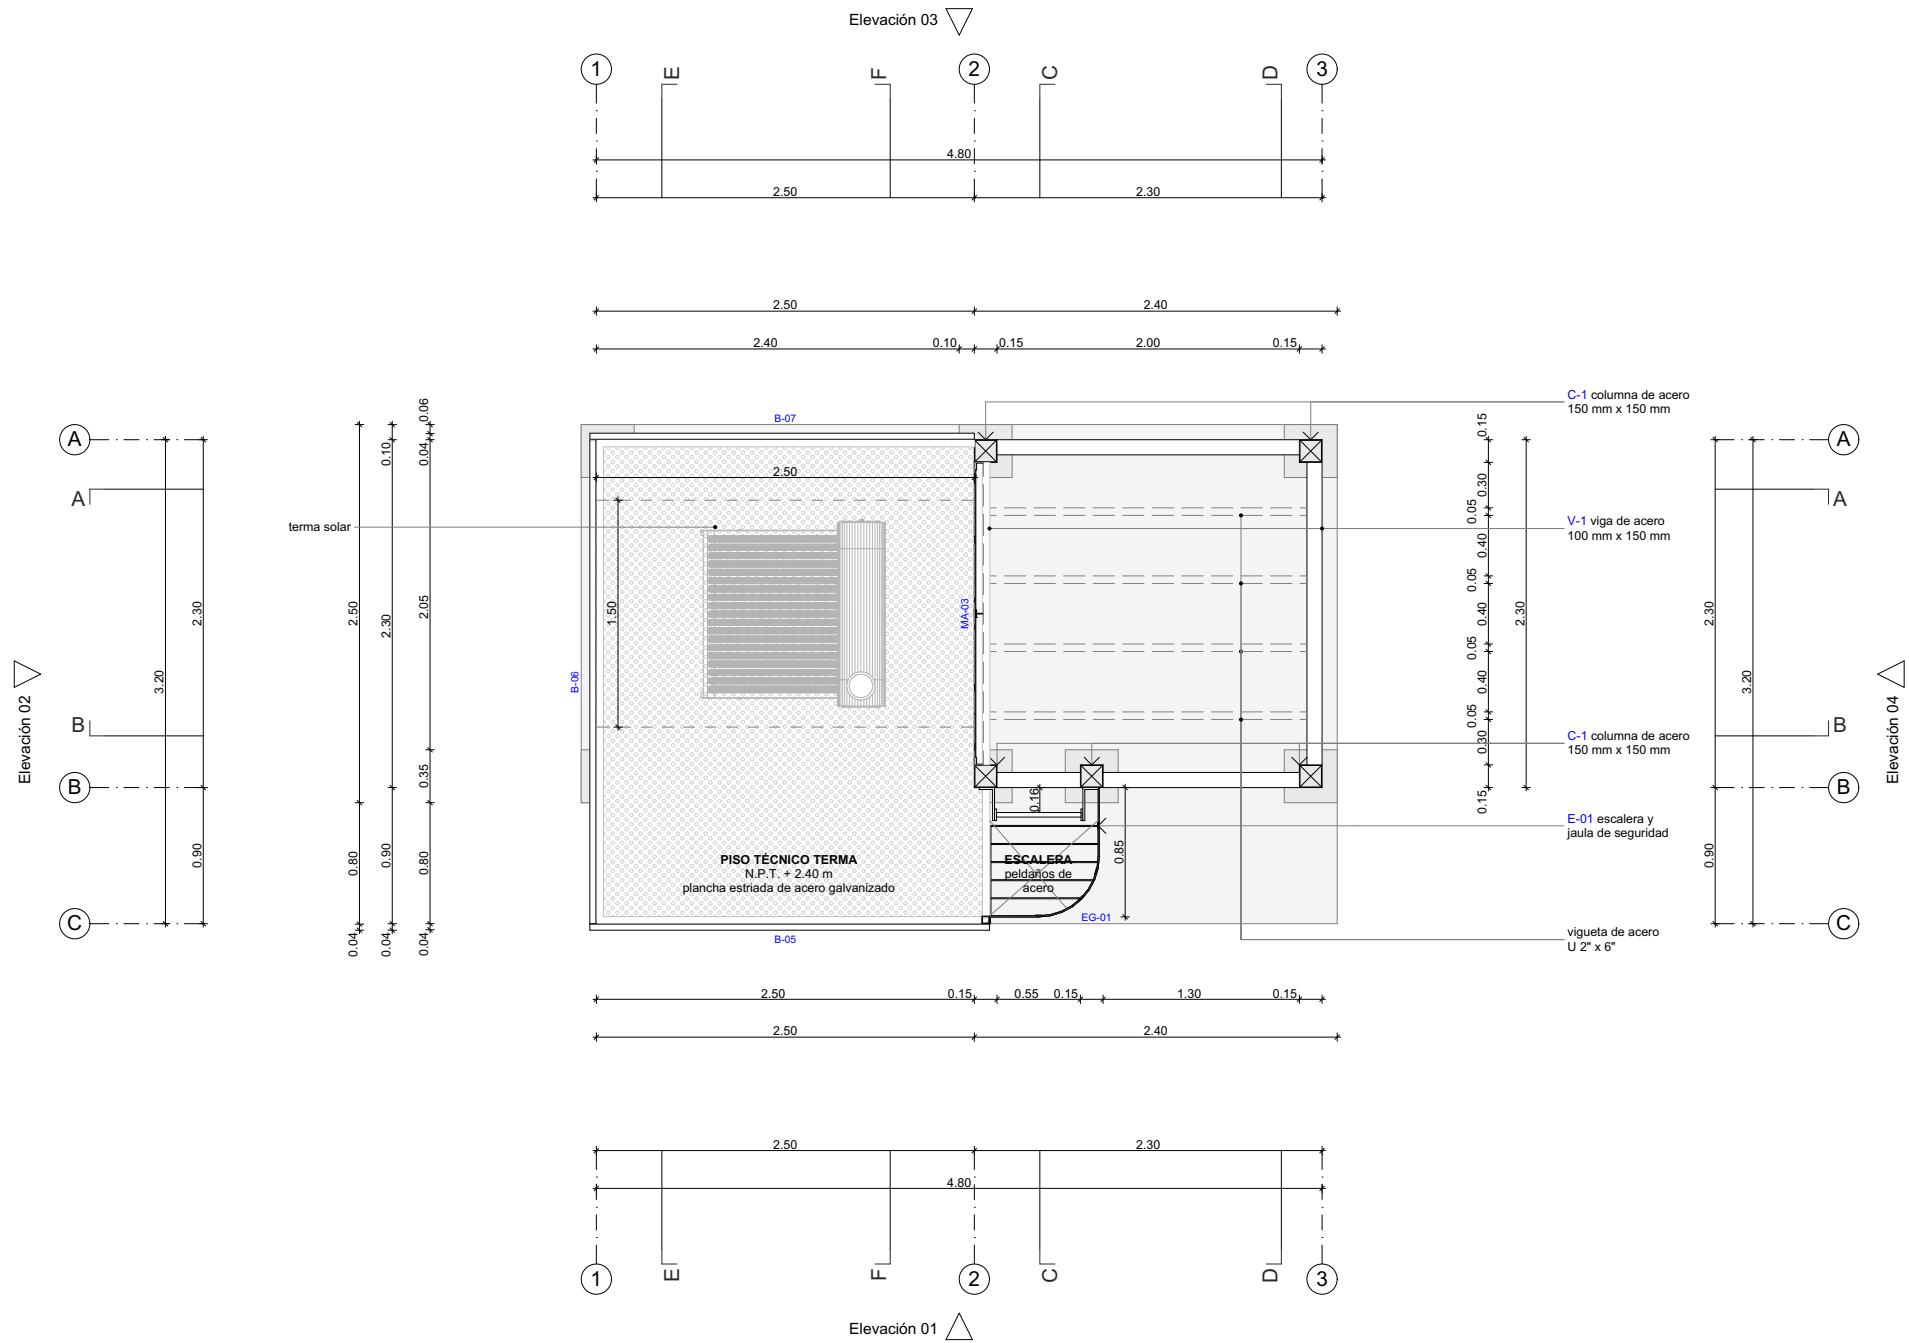 Elevación 03
1
E
F
2
C
D
3
4.80
2.50
2.30
2.50
2.40
2.40
0.10
0.15
2.00
0.15
A
A
B
B
C
Elevación 02
3.20
2.30
0.90
terma solar
2.50
0.80
0.04
0.10
2.30
0.90
0.04
0.06
0.04
2.05
0.35
0.80
0.04
B-07
B-06
2.50
1.50
MA-03
PISO TÉCNICO TERMA
N.P.T. + 2.40 m
plancha estriada de acero galvanizado
B-05
0.16
0.85
ESCALERA
peldaños de
acero
EG-01
0.15
0.30
0.05
0.40
0.05
0.40
0.05
0.40
0.05
0.30
0.15
2.30
C-1 columna de acero
150 mm x 150 mm
V-1 viga de acero
100 mm x 150 mm
C-1 columna de acero
150 mm x 150 mm
E-01 escalera y
jaula de seguridad
vigueta de acero
U 2" x 6"
2.30
0.90
3.20
A
A
B
B
C
Elevación 04
2.50
0.15
0.55
0.15
1.30
0.15
2.50
2.40
2.50
2.30
4.80
1
E
F
2
C
D
3
Elevación 01